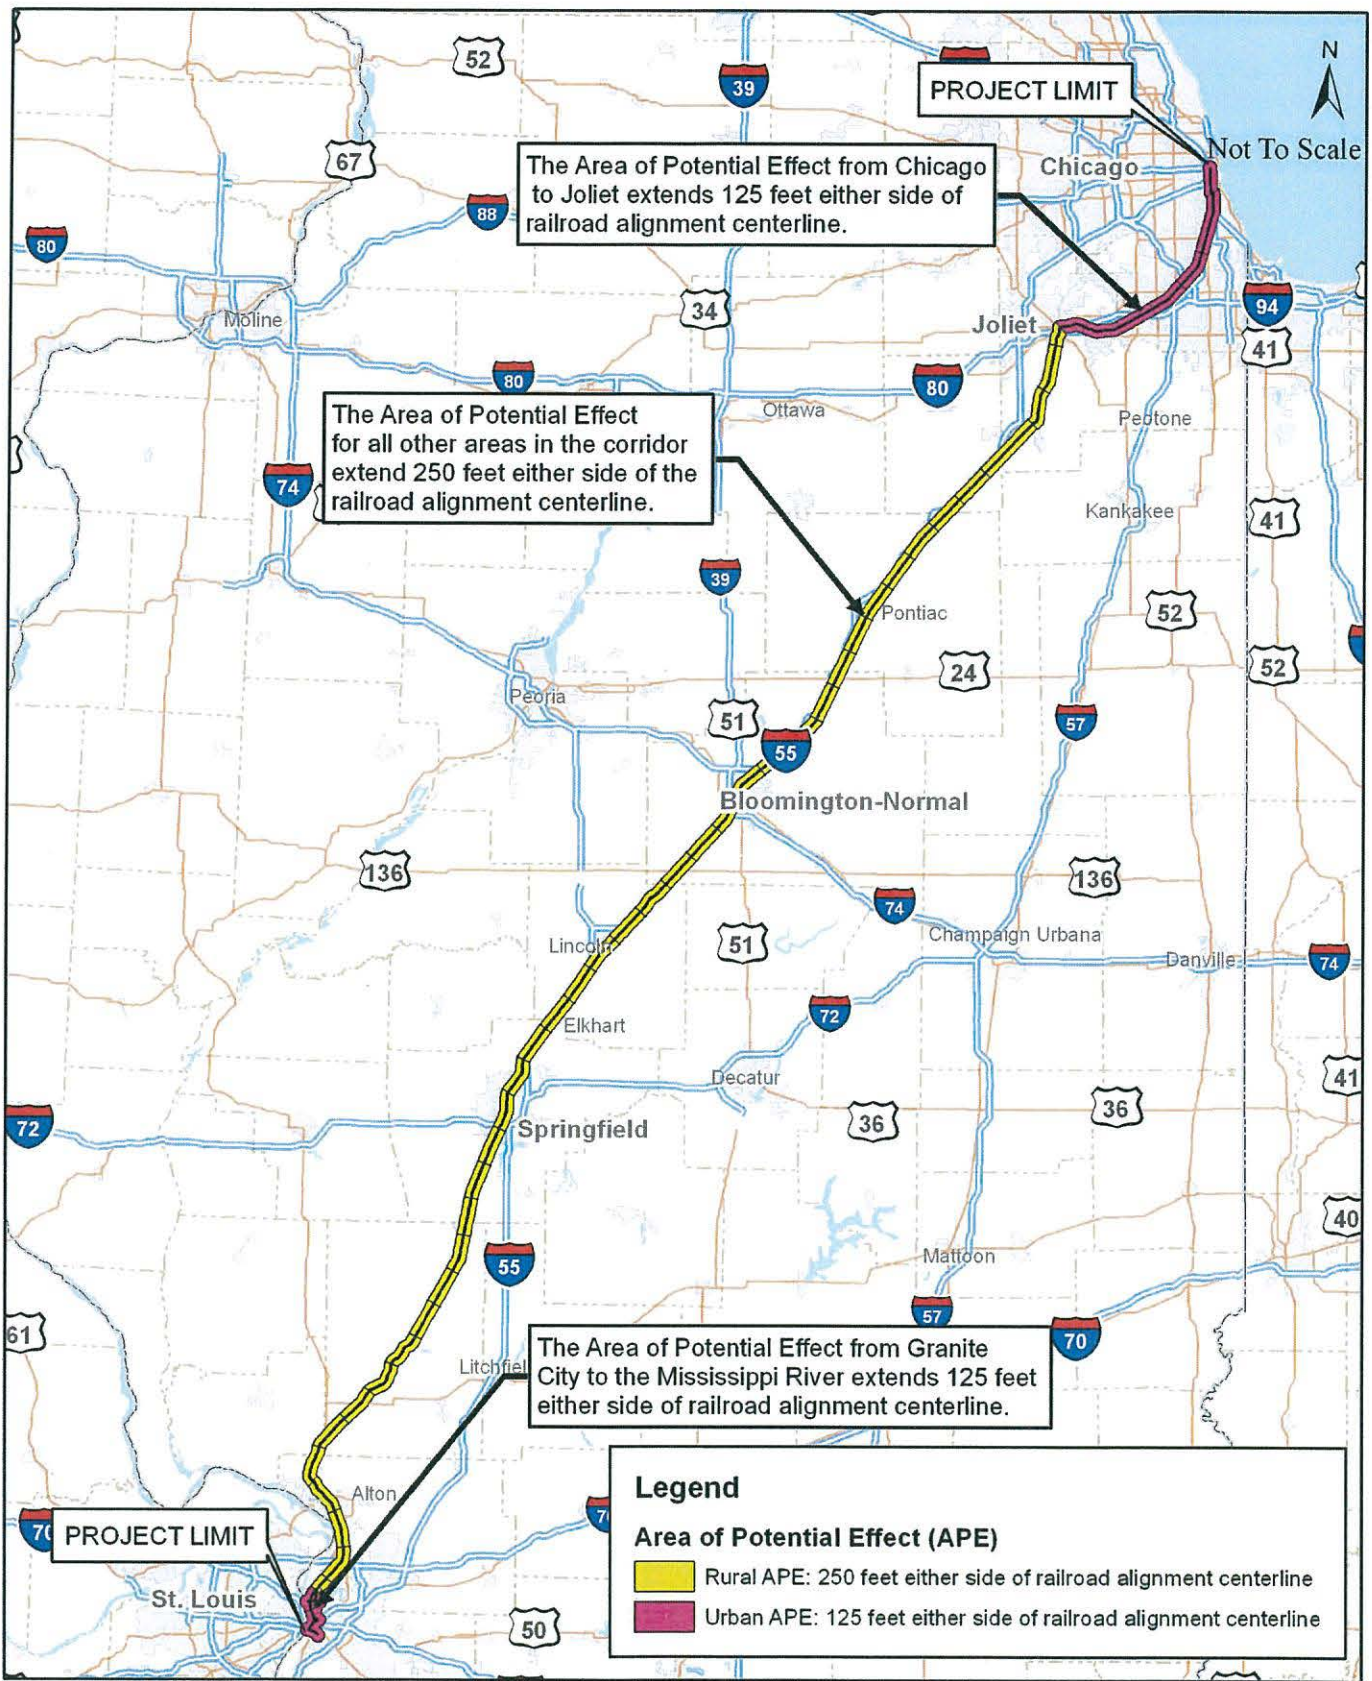 52
39
PROJECT LIMIT
N
Not To Scale
67
The Area of Potential Effect from Chicago
to Joliet extends 125 feet either side of
railroad alignment centerline.
Chicago
88
80
34
94
Moline
Joliet
41
80
80
Ottawa
Peotone
The Area of Potential Effect
for all other areas in the corridor
extend 250 feet either side of the
railroad alignment centerline.
74
Kankakee
41
39
Pontiac
52
24
52
Peoria
51
57
55
Bloomington-Normal
136
136
74
Lincoln
51
Champaign Urbana
Danville
74
72
Elkhart
Decatur
41
72
36
36
Springfield
40
55
Mattoon
57
70
61
The Area of Potential Effect from Granite
City to the Mississippi River extends 125 feet
either side of railroad alignment centerline.
Litchfiel
Alton
70
PROJECT LIMIT
St. Louis
50
Legend
Area of Potential Effect (APE)
Rural APE: 250 feet either side of railroad alignment centerline
Urban APE: 125 feet either side of railroad alignment centerline